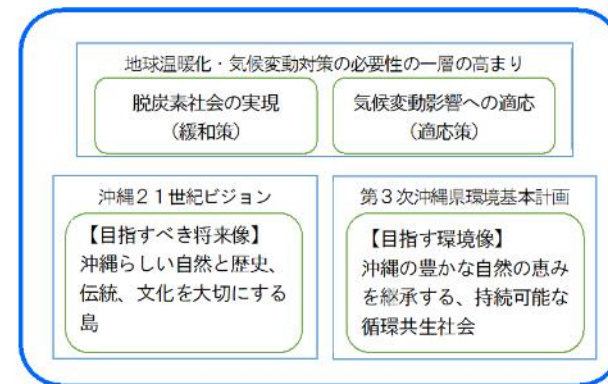 地球温暖化・気候変動対策の必要性の一層の高まり
脱炭素社会の実現
（緩和策）
気候変動影響への適応
（適応策）
沖縄２１世紀ビジョン
【目指すべき将来像】
沖縄らしい自然と歴史、
伝統、文化を大切にする
島
第３次沖縄県環境基本計画
【目指す環境像】
沖縄の豊かな自然の恵み
を継承する、持続可能な
循環共生社会